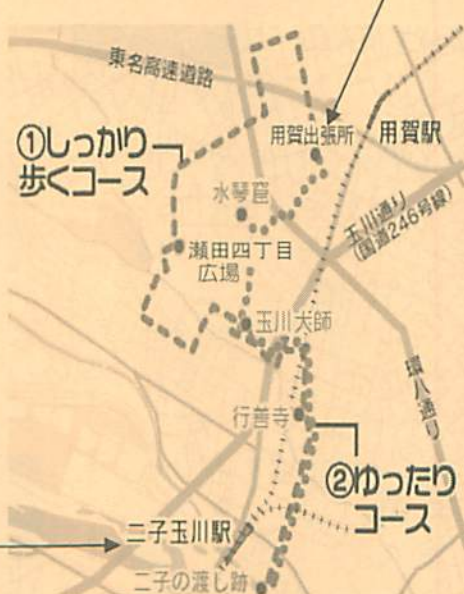 東名高速道路
①しっかり
歩くコース
用賀出張所
用賀駅
水琴窟
玉川通り
(国道246号線)
瀬田四丁目
広場
玉川大師
環八通り
行善寺
②ゆったり
コース
二子玉川駅
二子の渡し跡